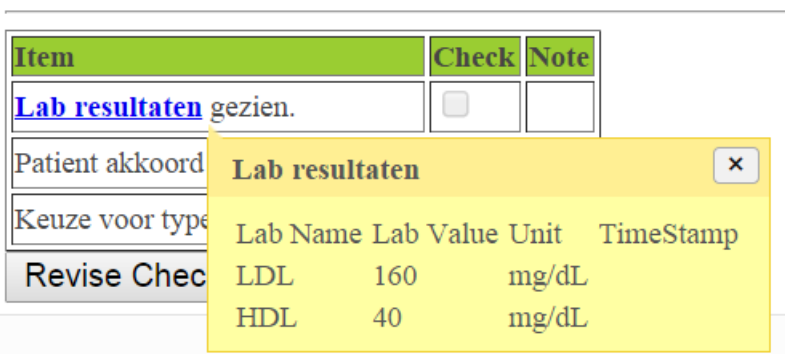 Item Check Note
Lab resultaten gezien.
Patient akkoord
Keuze voor type
Revise Chec
Lab resultaten ×
Lab Name Lab Value Unit TimeStamp
LDL 160 mg/dL
HDL 40 mg/dL